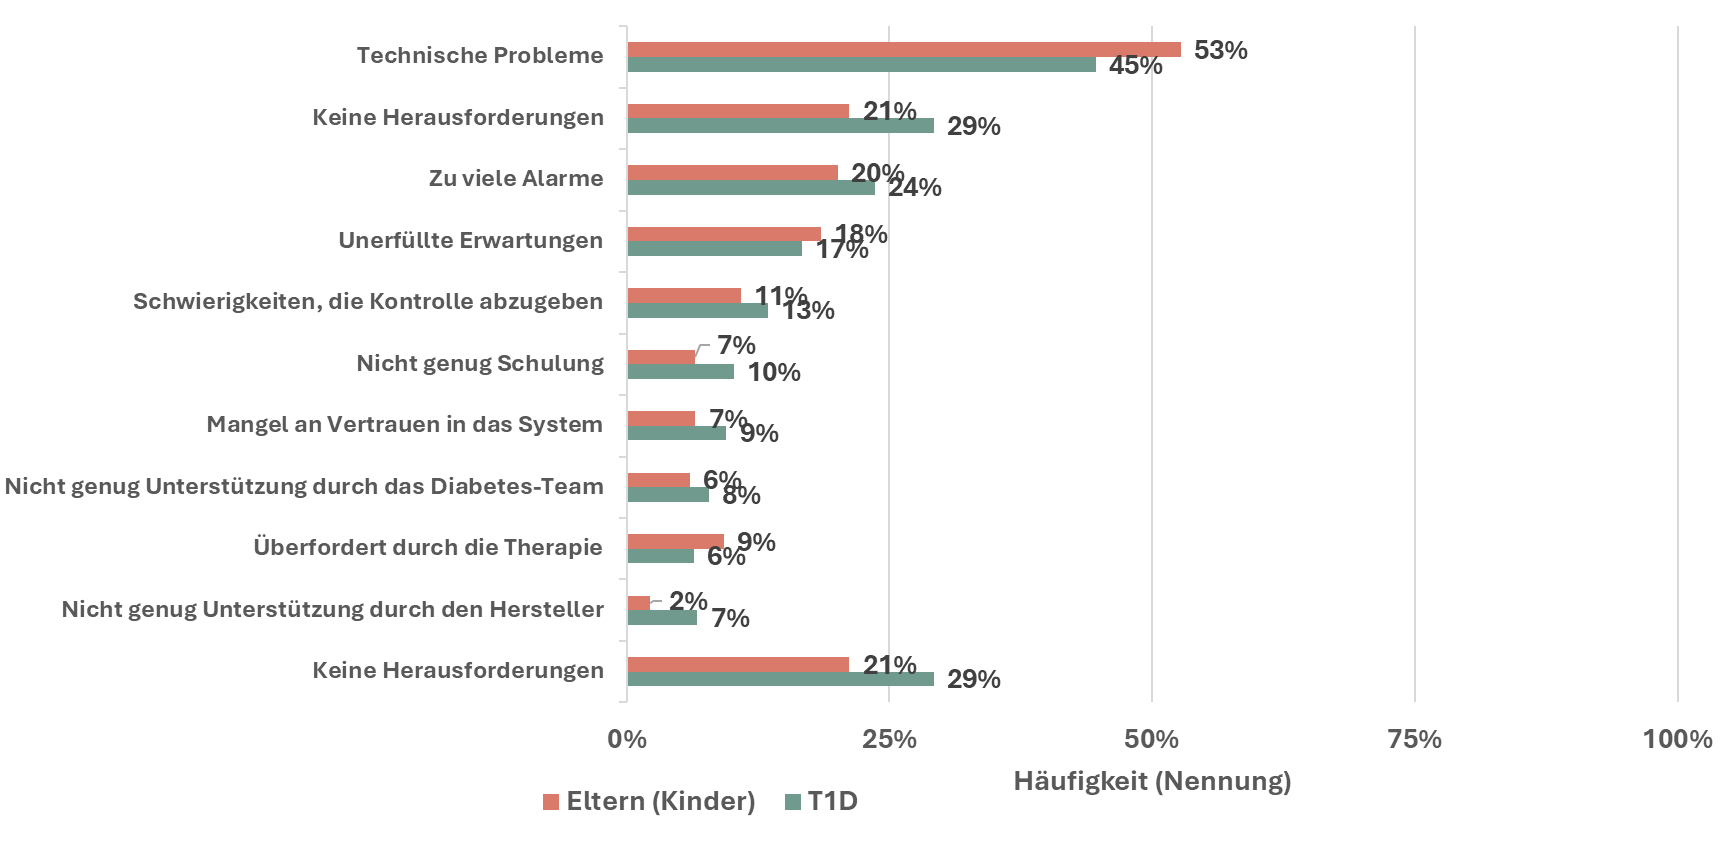 Technische Probleme
53%
45%
Keine Herausforderungen
21%
29%
Zu viele Alarme
20%
24%
Unerfüllte Erwartungen
18%
17%
Schwierigkeiten, die Kontrolle abzugeben
11%
13%
Nicht genug Schulung
7%
10%
Mangel an Vertrauen in das System
7%
9%
Nicht genug Unterstützung durch das Diabetes-Team
6%
8%
Überfordert durch die Therapie
9%
6%
Nicht genug Unterstützung durch den Hersteller
2%
7%
Keine Herausforderungen
21%
29%
0% 25% 50% 75% 100%
Häufigkeit (Nennung)
Eltern (Kinder) T1D